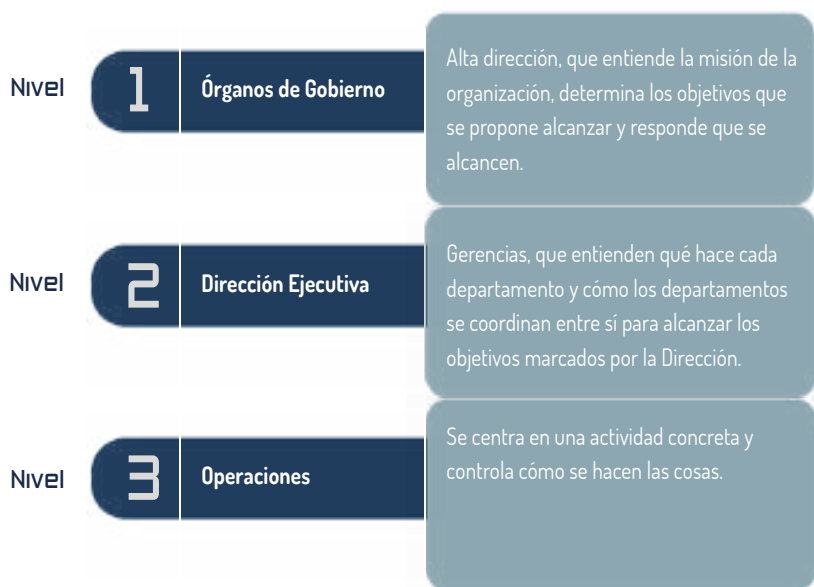 Nivel
1
Órganos de Gobierno
Alta dirección, que entiende la misión de la
organización, determina los objetivos que
se propone alcanzar y responde que se
alcancen.
Nivel
2
Dirección Ejecutiva
Gerencias, que entienden qué hace cada
departamento y cómo los departamentos
se coordinan entre sí para alcanzar los
objetivos marcados por la Dirección.
Nivel
3
Operaciones
Se centra en una actividad concreta y
controla cómo se hacen las cosas.